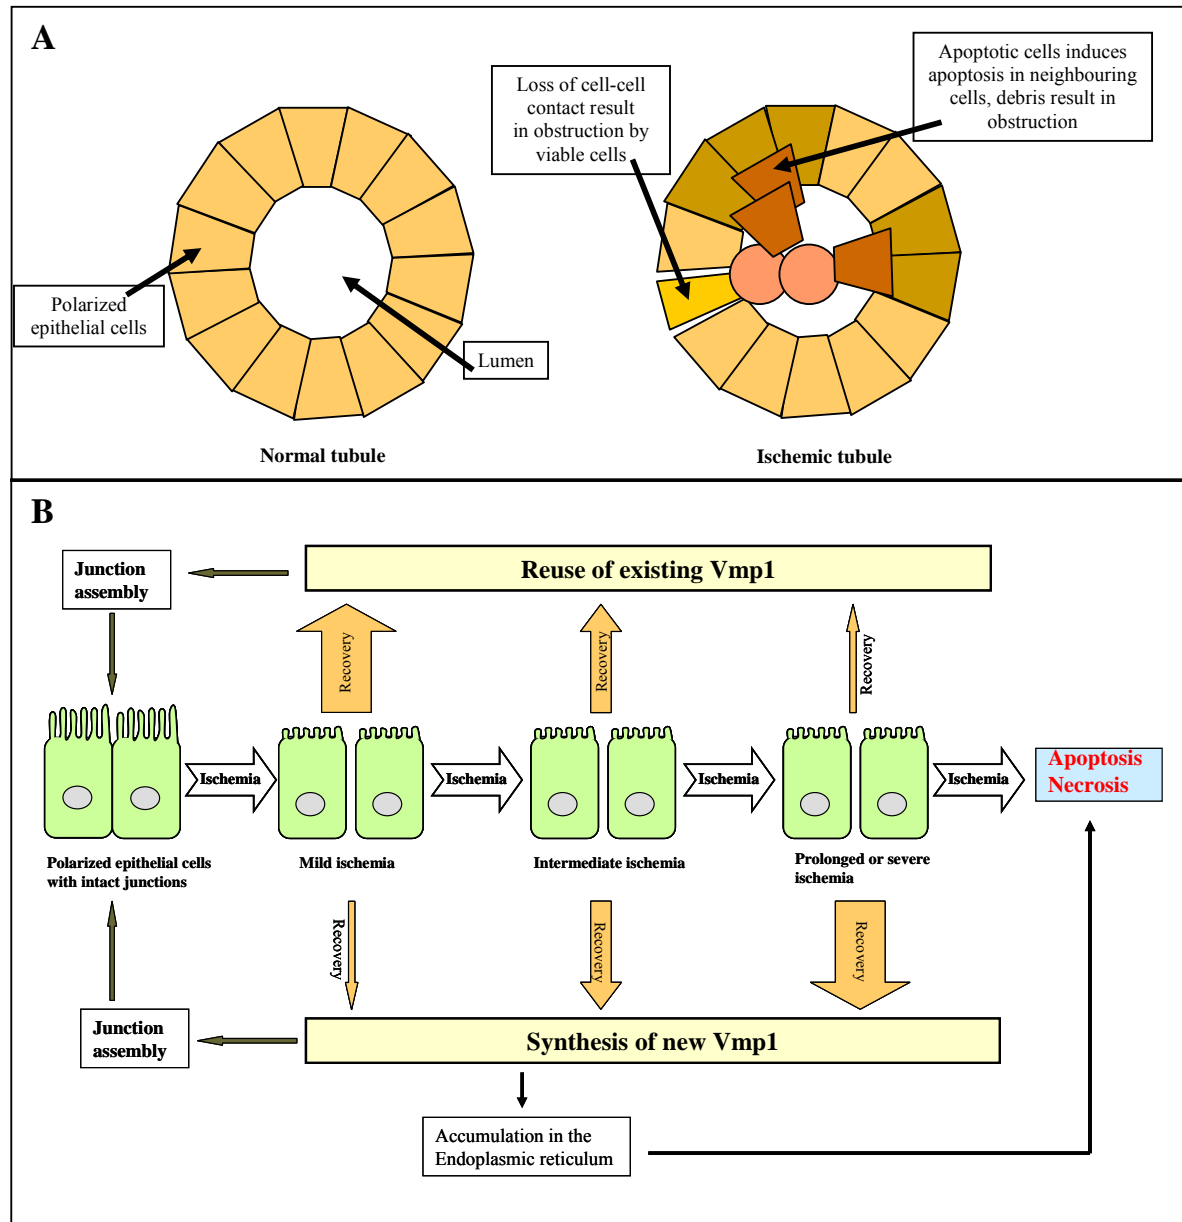 A
Loss of cell-cell
contact result
in obstruction by
viable cells
Apoptotic cells induces
apoptosis in neighbouring
cells, debris result in
obstruction
Polarized
epithelial cells
Lumen
Normal tubule
Ischemic tubule
B
Junction
assembly
Reuse of existing Vmp1
Recovery
Recovery
Recovery
Ischemia
Ischemia
Ischemia
Ischemia
Apoptosis
Necrosis
Polarized epithelial cells
with intact junctions
Mild ischemia
Intermediate ischemia
Prolonged or severe
ischemia
Recovery
Recovery
Recovery
Junction
assembly
Synthesis of new Vmp1
Accumulation in the
Endoplasmic reticulum